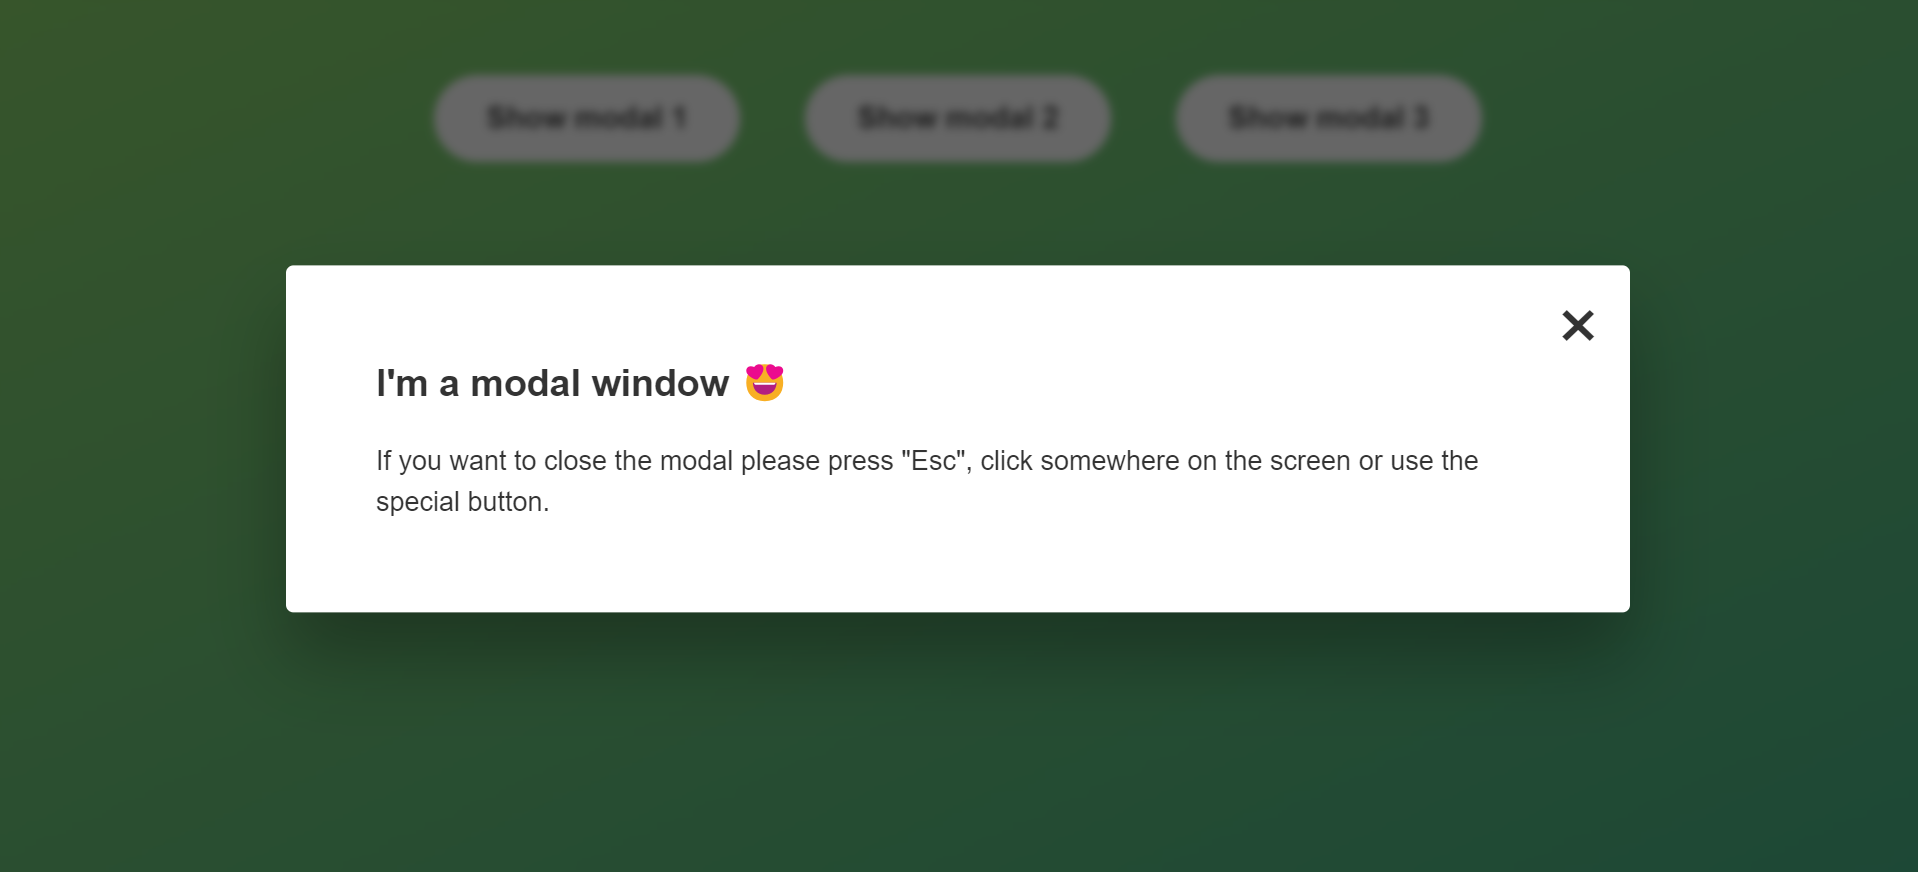 Show modal 1 Show modal 2 Show modal 3
I'm a modal window 😍
If you want to close the modal please press "Esc", click somewhere on the screen or use the
special button.